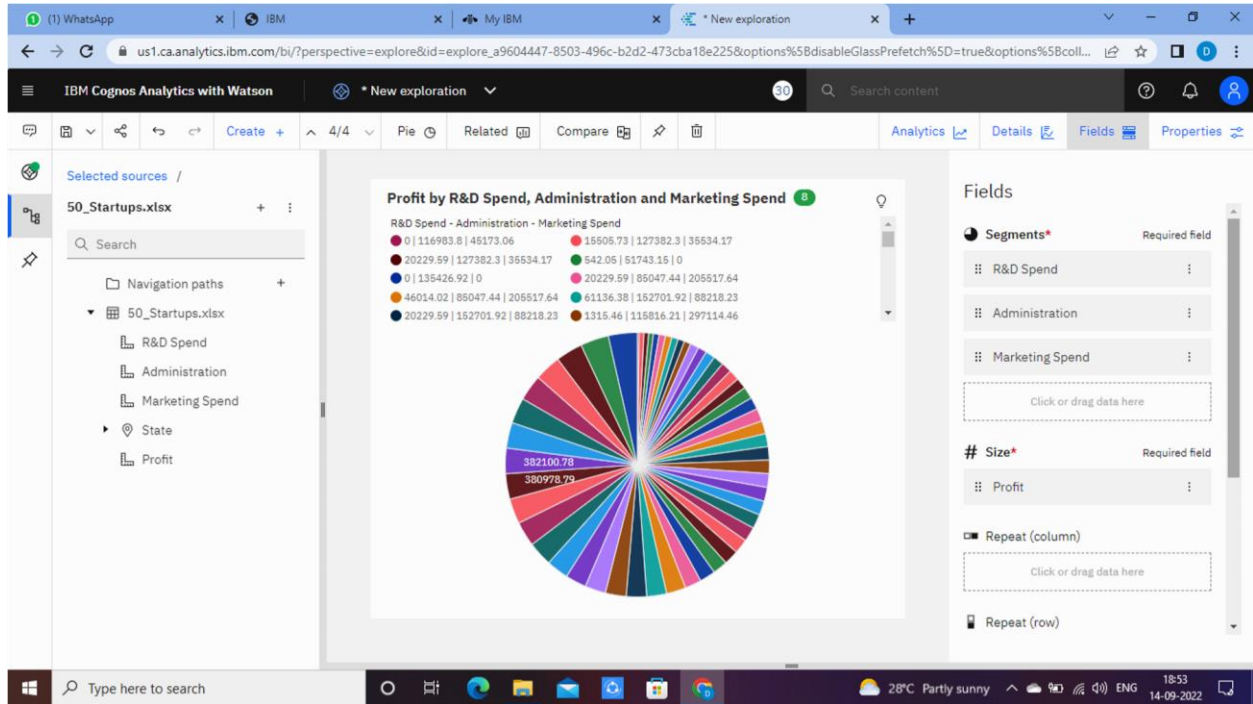 (1) WhatsApp
IBM
My IBM
* New exploration
us1.ca.analytics.ibm.com/bi/?perspective=explore&id=explore_a9604447-8503-496c-b2d2-473cba18e225&options%5BdisableGlassPrefetch%5D=true&options%5Bcoll...
D
IBM Cognos Analytics with Watson
* New exploration
30
Search content
Create +
4/4
Pie
Related
Compare
Analytics
Details
Fields
Properties
Selected sources /
50_Startups.xlsx
Search
Navigation paths
50_Startups.xlsx
R&D Spend
Administration
Marketing Spend
State
Profit
Profit by R&D Spend, Administration and Marketing Spend 8
R&D Spend - Administration - Marketing Spend
0 | 116983.8 | 45173.06
15505.73 | 127382.3 | 35534.17
20229.59 | 127382.3 | 35534.17
542.05 | 51743.15 | 0
0 | 135426.92 | 0
20229.59 | 85047.44 | 205517.64
46014.02 | 85047.44 | 205517.64
61136.38 | 152701.92 | 88218.23
20229.59 | 152701.92 | 88218.23
1315.46 | 115816.21 | 297114.46
382100.78
380978.79
Fields
Segments* Required field
R&D Spend
Administration
Marketing Spend
Click or drag data here
# Size* Required field
Profit
Repeat (column)
Click or drag data here
Repeat (row)
Type here to search
28°C Partly sunny
ENG
18:53
14-09-2022